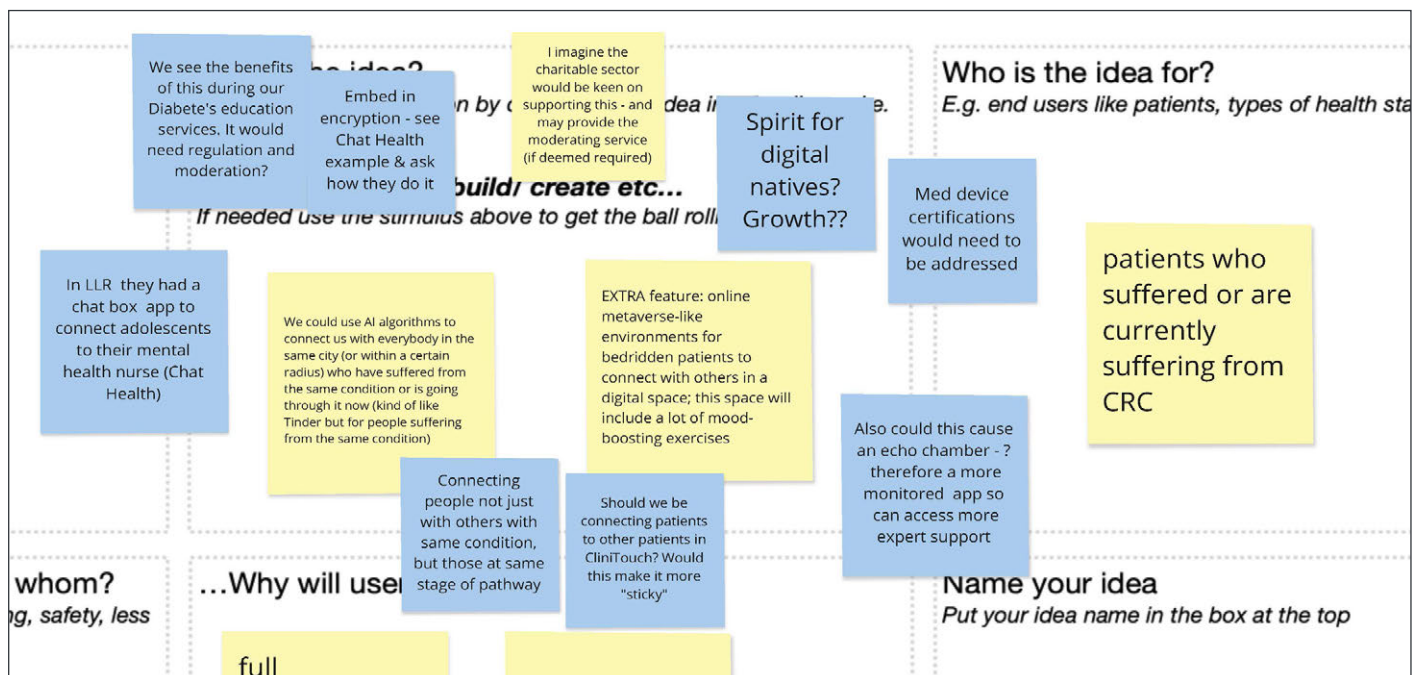 We see the benefits
of this during our
Diabete's education
services. It would
need regulation and
moderation?
Embed in
encryption - see
Chat Health
example & ask
how they do it
I imagine the
charitable sector
would be keen on
supporting this - and
may provide the
moderating service
(if deemed required)
idea?
on by
dea in
e.
Spirit for
digital
natives?
Growth??
build/ create etc...
If needed use the stimulus above to get the ball rolli
Who is the idea for?
E.g. end users like patients, types of health sta
Med device
certifications
would need to
be addressed
patients who
suffered or are
currently
suffering from
CRC
In LLR they had a
chat box app to
connect adolescents
to their mental
health nurse (Chat
Health)
We could use AI algorithms to
connect us with everybody in the
same city (or within a certain
radius) who have suffered from
the same condition or is going
through it now (kind of like
Tinder but for people suffering
from the same condition)
EXTRA feature: online
metaverse-like
environments for
bedridden patients to
connect with others in a
digital space; this space will
include a lot of mood-
boosting exercises
Also could this cause
an echo chamber - ?
therefore a more
monitored app so
can access more
expert support
Connecting
people not just
with others with
same condition,
but those at same
stage of pathway
Should we be
connecting patients
to other patients in
CliniTouch? Would
this make it more
"sticky"
whom?
ng, safety, less
…Why will user
full
Name your idea
Put your idea name in the box at the top